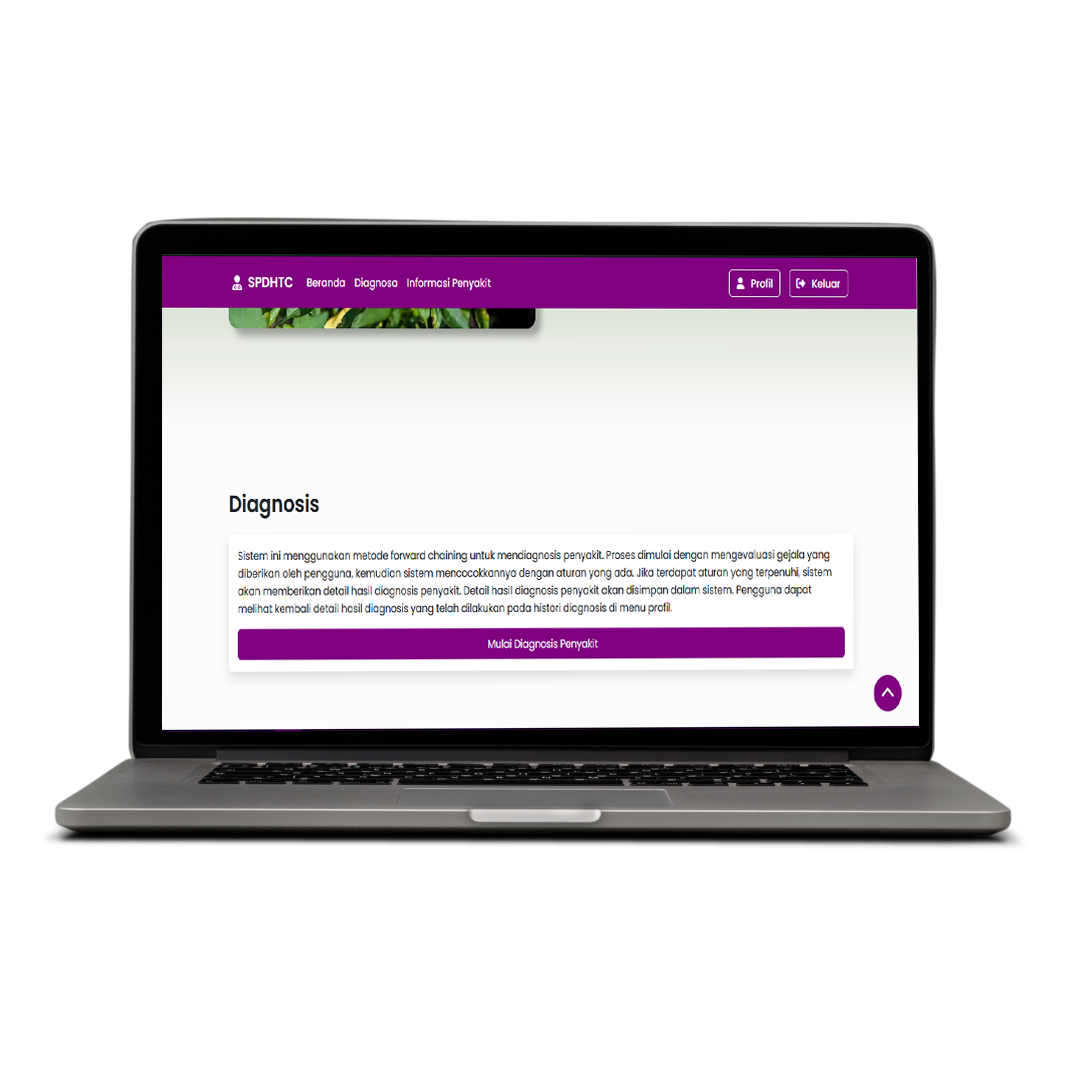 SPDHTC Beranda Diagnosa Informasi Penyakit Profil Keluar
Diagnosis
Sistem ini menggunakan metode forward chaining untuk mendiagnosis penyakit. Proses dimulai dengan mengevaluasi gejala yang
diberikan oleh pengguna, kemudian sistem mencocokkannya dengan aturan yang ada. Jika terdapat aturan yang terpenuhi, sistem
akan memberikan detail hasil diagnosis penyakit. Detail hasil diagnosis penyakit akan disimpan dalam sistem. Pengguna dapat
melihat kembali detail hasil diagnosis yang telah dilakukan pada histori diagnosis di menu profil.
Mulai Diagnosis Penyakit